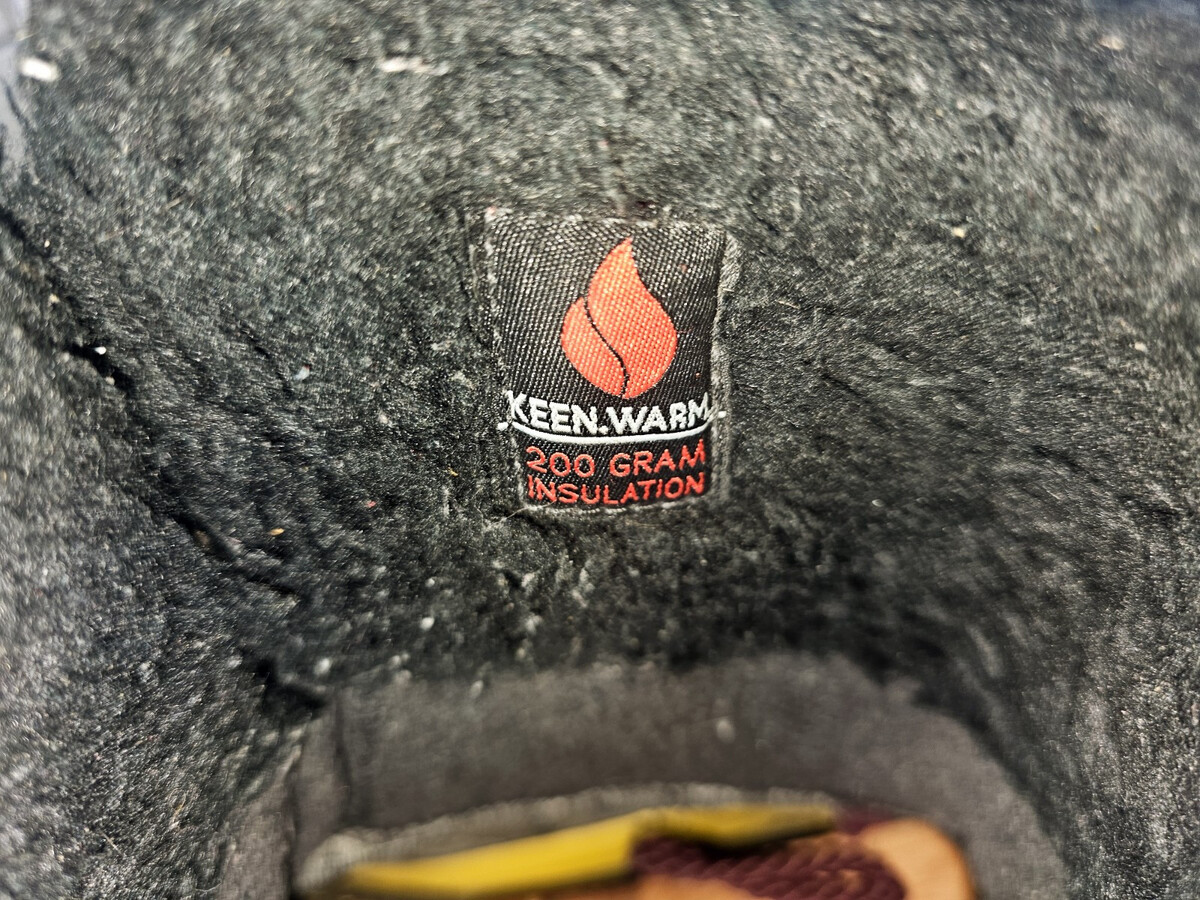 KEEN.WARM
200 GRAM
INSULATION